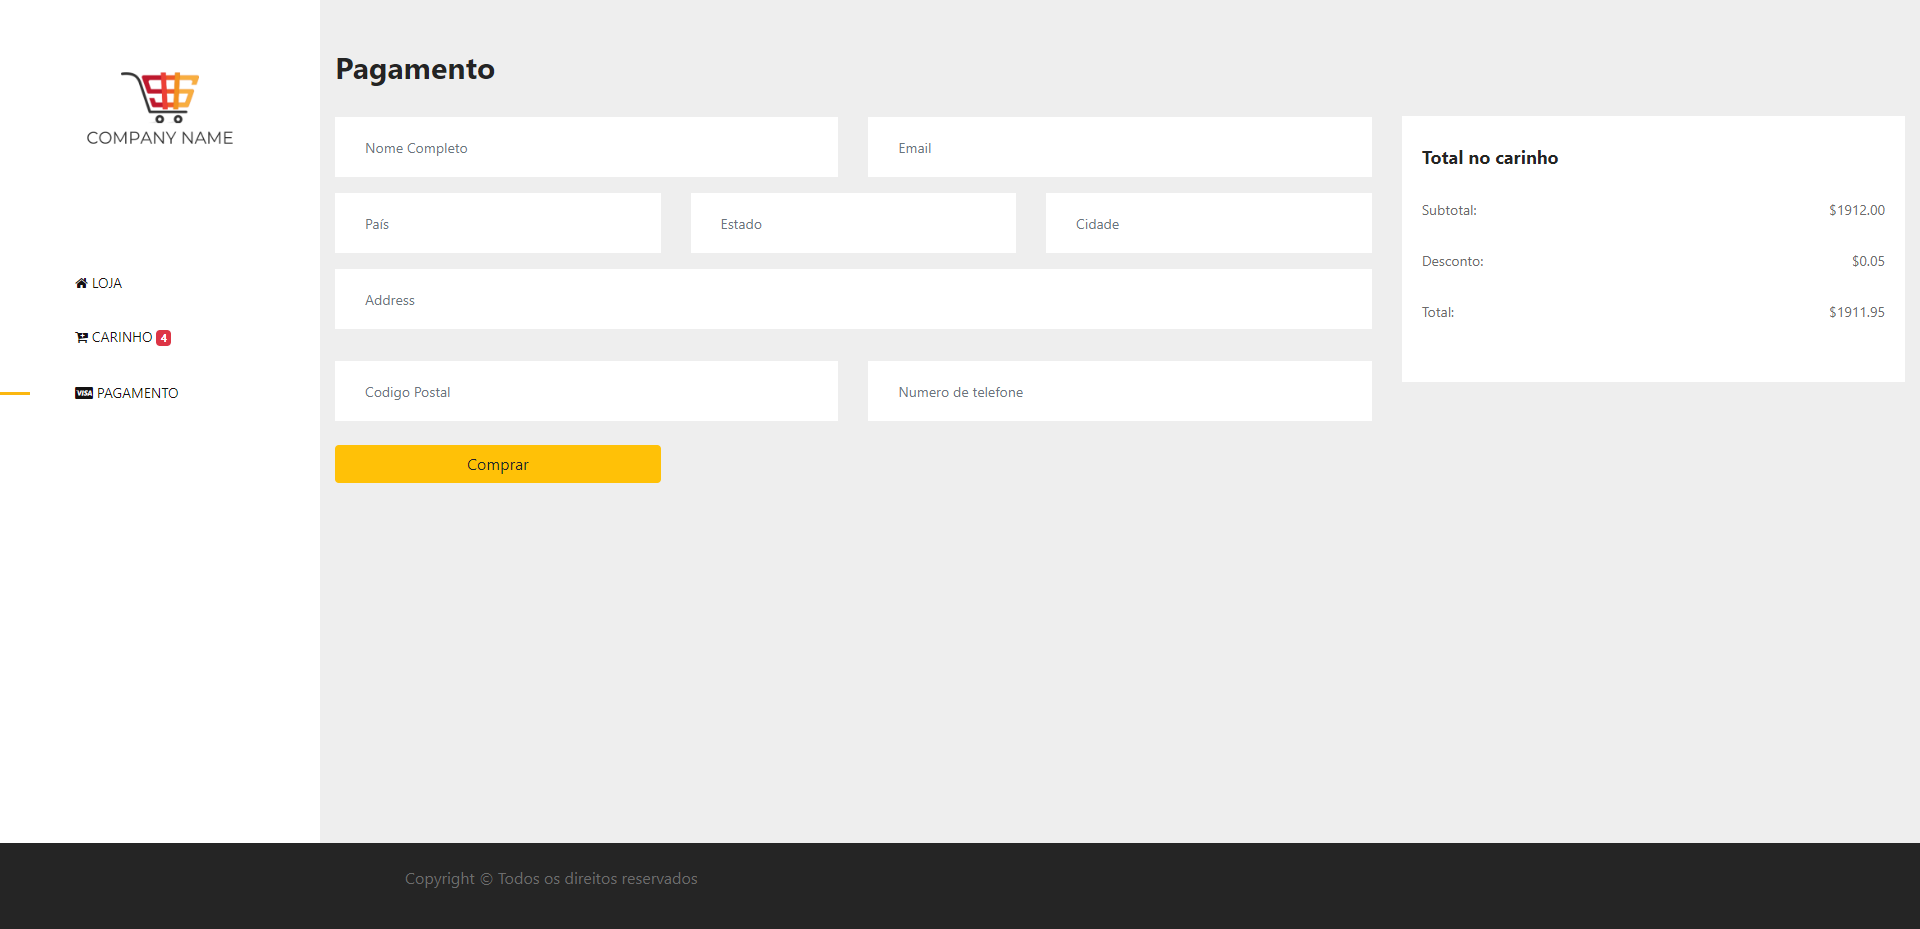 COMPANY NAME
LOJA
CARINHO 4
VISA PAGAMENTO
Pagamento
Nome Completo
Email
País
Estado
Cidade
Address
Codigo Postal
Numero de telefone
Comprar
Total no carinho
Subtotal: $1912.00
Desconto: $0.05
Total: $1911.95
Copyright © Todos os direitos reservados